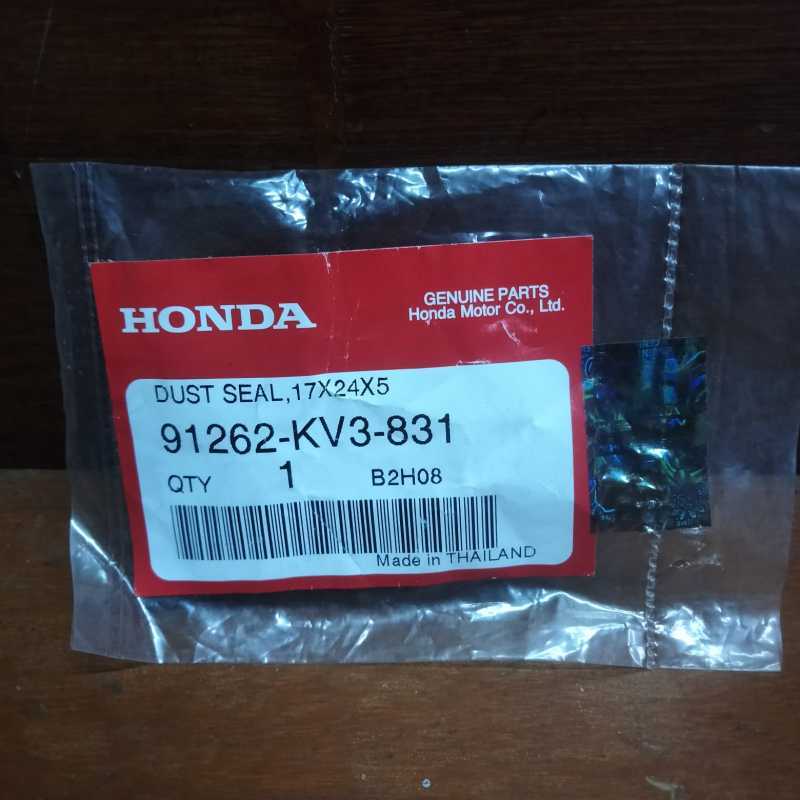 HONDA
GENUINE PARTS
Honda Motor Co., Ltd.
DUST SEAL,17X24X5
91262-KV3-831
QTY 1 B2H08
Made in THAILAND